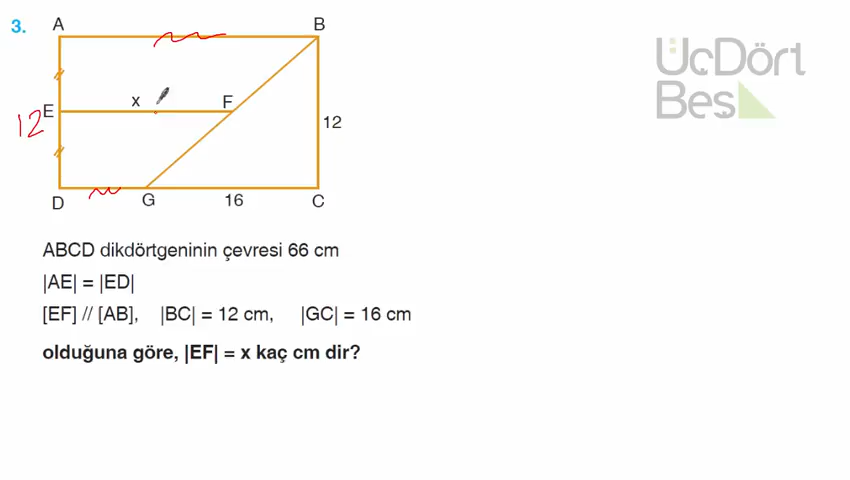 3.
A B
ÜçDört
Beş
x F
E
12
12
D G 16 C
ABCD dikdörtgeninin çevresi 66 cm
|AE| = |ED|
[EF] // [AB], |BC| = 12 cm, |GC| = 16 cm
olduğuna göre, |EF| = x kaç cm dir?